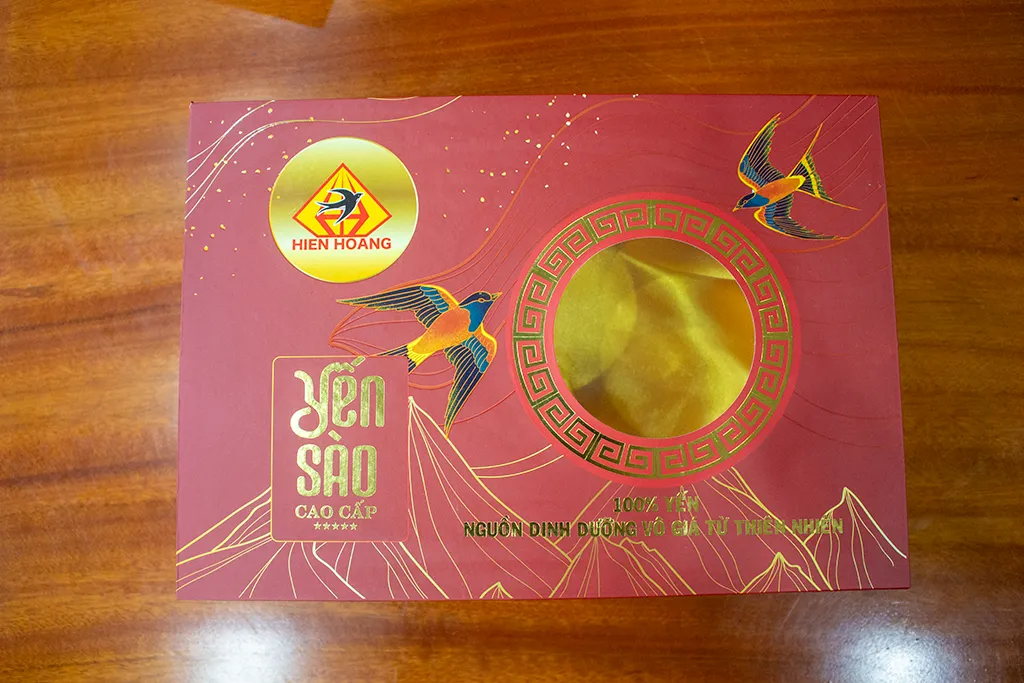 HIEN HOANG
Yến
SÀO
CAO CẤP
100% YẾN
NGUỒN DINH DƯỠNG VÔ GIÁ TỪ THIÊN NHIÊN